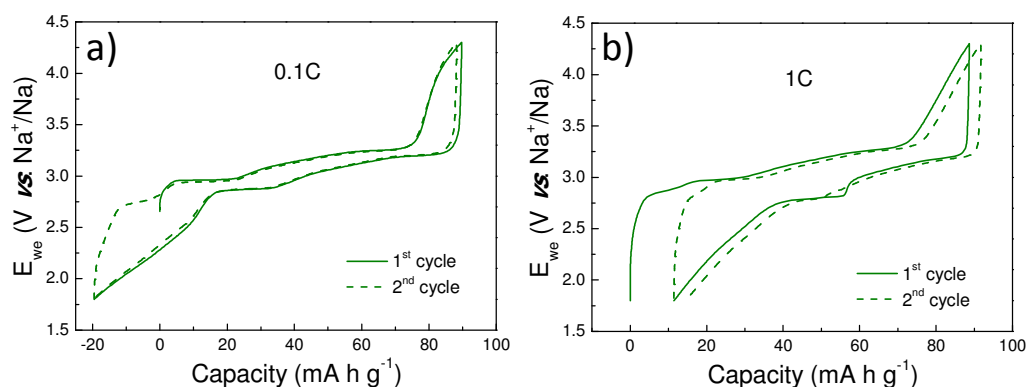 a)
0.1C
E_we (V vs. Na⁺/Na)
4.5
4.0
3.5
3.0
2.5
2.0
1.5
1ˢᵗ cycle
2ⁿᵈ cycle
-20 0 20 40 60 80 100
Capacity (mA h g⁻¹)
b)
1C
E_we (V vs. Na⁺/Na)
4.5
4.0
3.5
3.0
2.5
2.0
1.5
1ˢᵗ cycle
2ⁿᵈ cycle
0 20 40 60 80 100
Capacity (mA h g⁻¹)